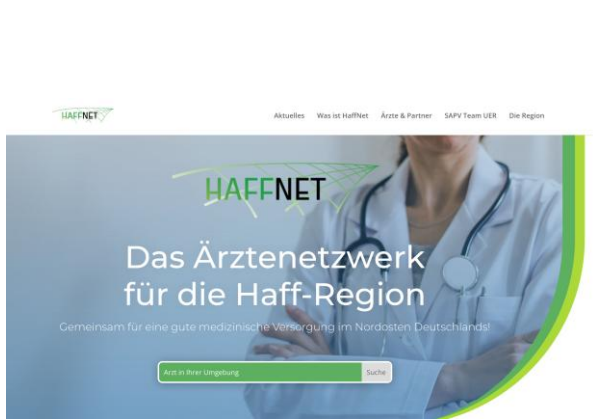 HAFFNET
Aktuelles Was ist HaffNet Ärzte & Partner SAPV Team UER Die Region
HAFFNET
Das Ärztenetzwerk
für die Haff-Region
Gemeinsam für eine gute medizinische Versorgung im Nordosten Deutschlands!
Arzt in Ihrer Umgebung Suche